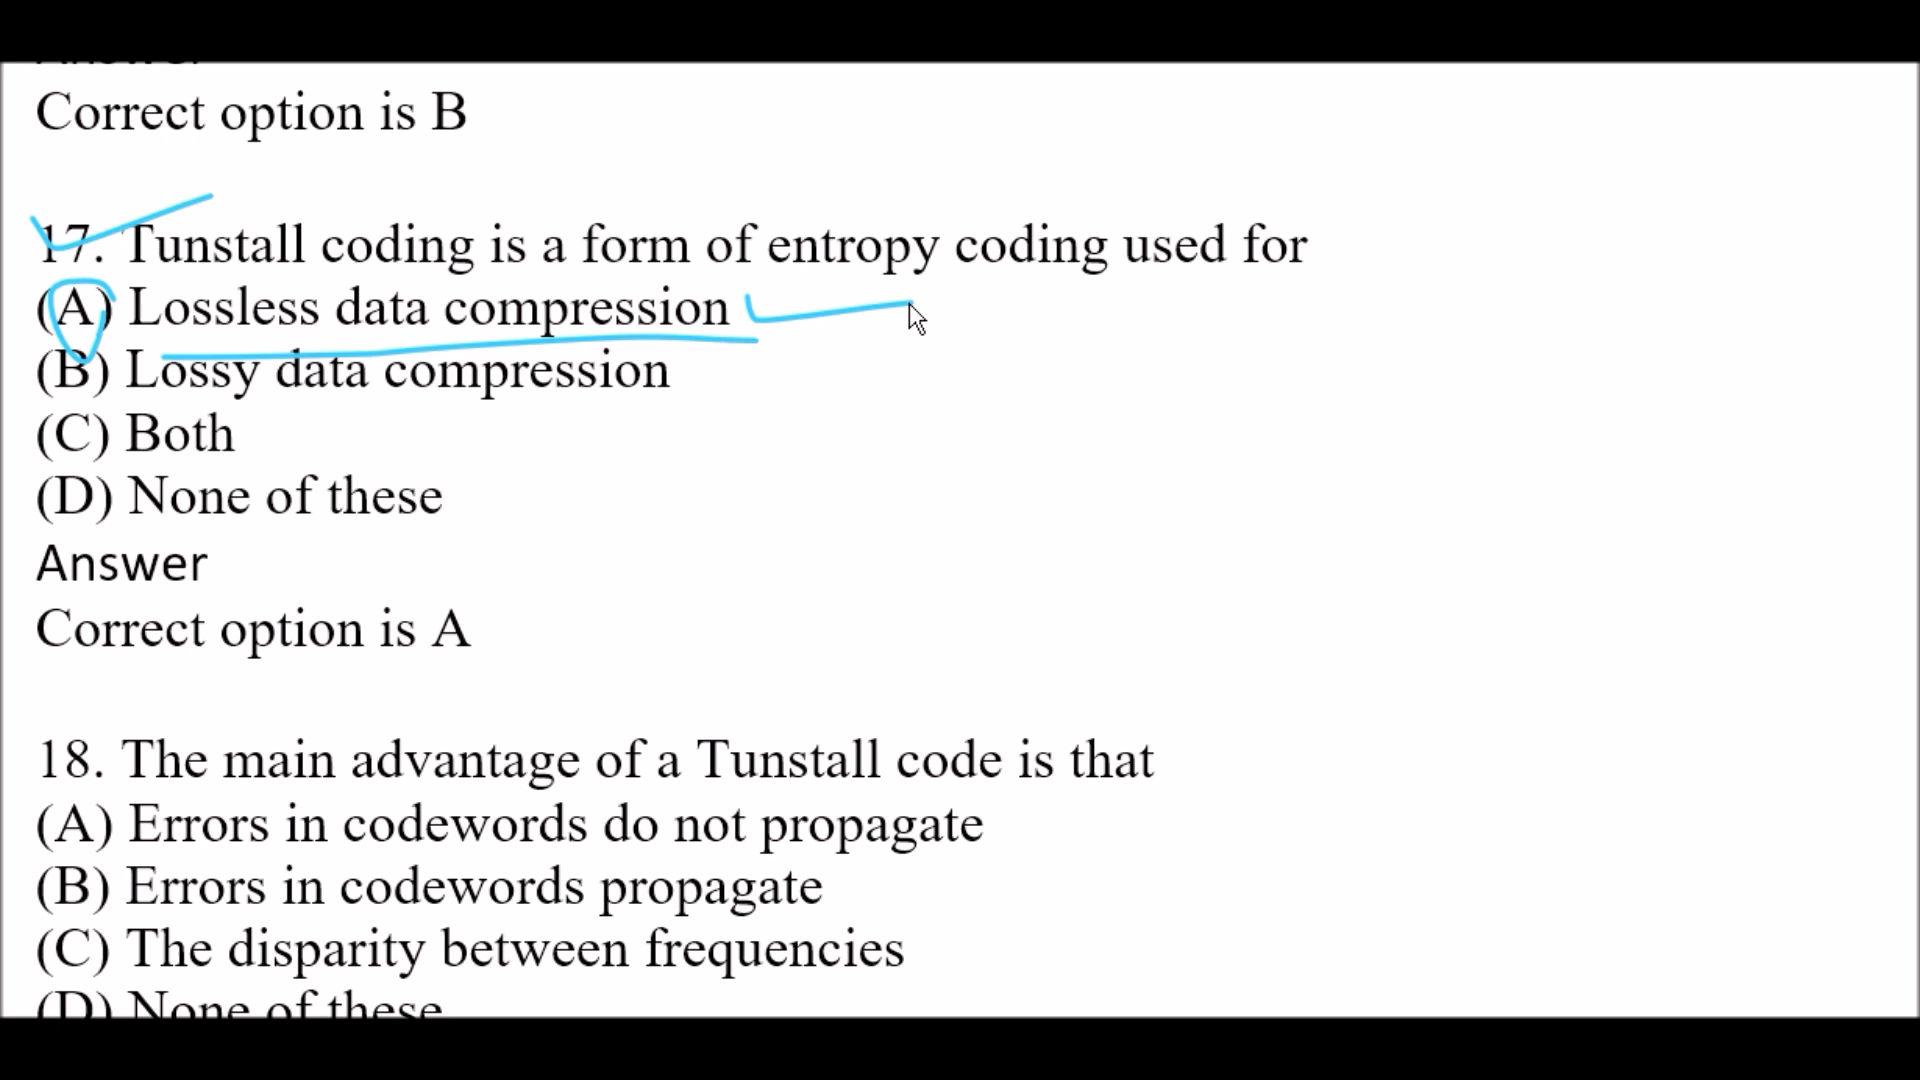 Answer
Correct option is B
17. Tunstall coding is a form of entropy coding used for
(A) Lossless data compression
(B) Lossy data compression
(C) Both
(D) None of these
Answer
Correct option is A
18. The main advantage of a Tunstall code is that
(A) Errors in codewords do not propagate
(B) Errors in codewords propagate
(C) The disparity between frequencies
(D) None of these